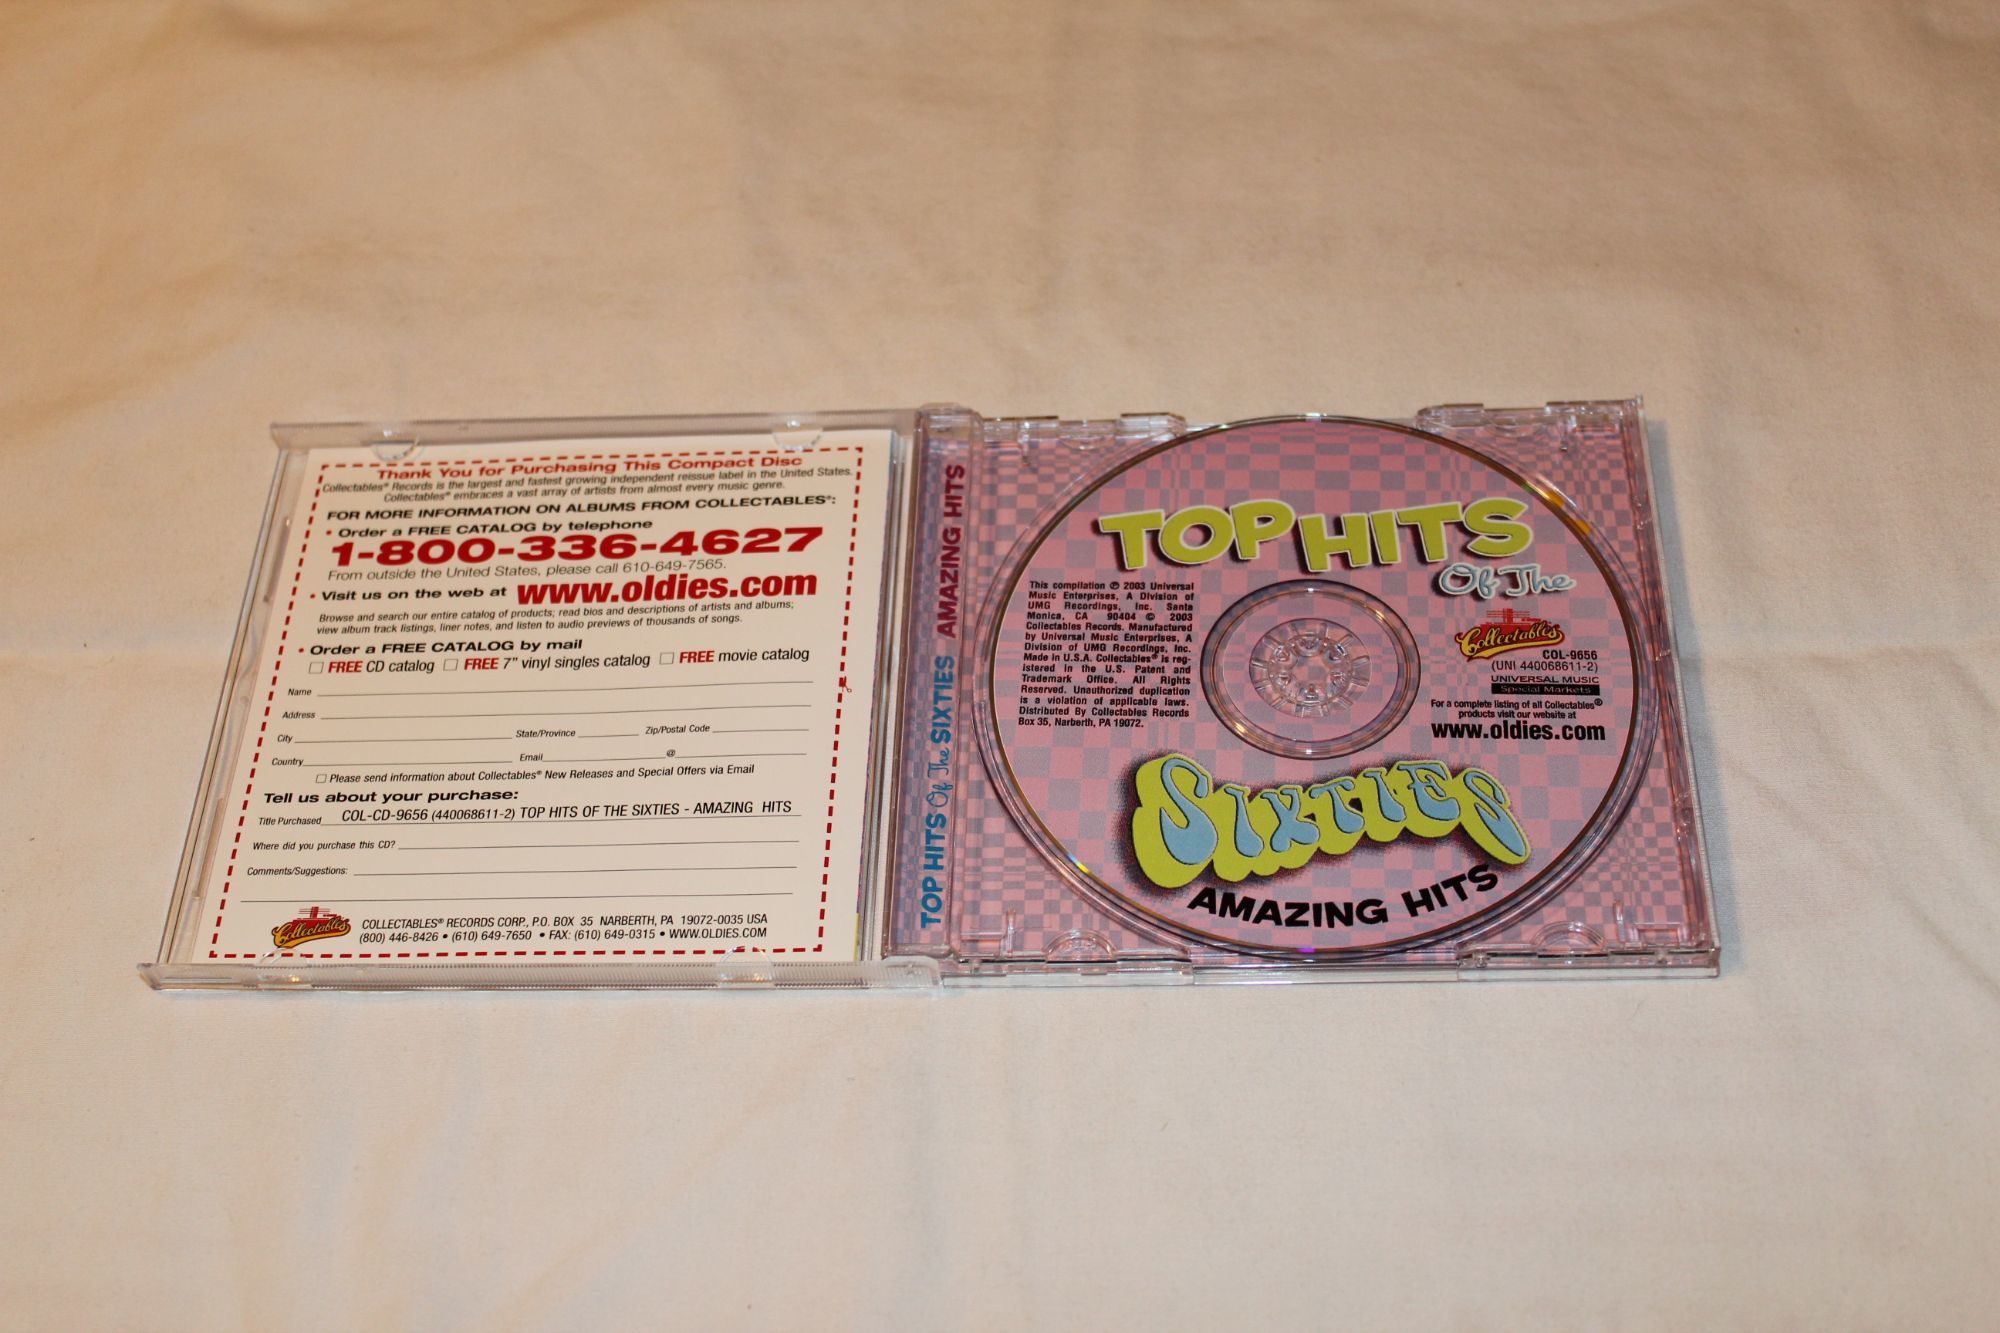 Thank You for Purchasing This Compact Disc
Collectables® Records is the largest and fastest growing independent reissue label in the United States.
Collectables® embraces a vast array of artists from almost every music genre.
FOR MORE INFORMATION ON ALBUMS FROM COLLECTABLES®:
• Order a FREE CATALOG by telephone
1-800-336-4627
From outside the United States, please call 610-649-7565.
• Visit us on the web at www.oldies.com
Browse and search our entire catalog of products; read bios and descriptions of artists and albums;
view album track listings, liner notes, and listen to audio previews of thousands of songs.
• Order a FREE CATALOG by mail
FREE CD catalog FREE 7" vinyl singles catalog FREE movie catalog
Name
Address
City State/Province Zip/Postal Code
Country Email @
Please send information about Collectables® New Releases and Special Offers via Email
Tell us about your purchase:
Title Purchased COL-CD-9656 (440068611-2) TOP HITS OF THE SIXTIES - AMAZING HITS
Where did you purchase this CD?
Comments/Suggestions:
Collectables
COLLECTABLES® RECORDS CORP., P.O. BOX 35 NARBERTH, PA 19072-0035 USA
(800) 446-8426 • (610) 649-7650 • FAX: (610) 649-0315 • WWW.OLDIES.COM
TOP HITS Of The SIXTIES AMAZING HITS
TOP HITS
Of The
This compilation ℗ 2003 Universal
Music Enterprises, A Division of
UMG Recordings, Inc. Santa
Monica, CA 90404 © 2003
Collectables Records. Manufactured
by Universal Music Enterprises, A
Division of UMG Recordings, Inc.
Made in U.S.A. Collectables® is reg-
istered in the U.S. Patent and
Trademark Office. All Rights
Reserved. Unauthorized duplication
is a violation of applicable laws.
Distributed By Collectables Records
Box 35, Narberth, PA 19072.
Collectables
COL-9656
(UNI 440068611-2)
UNIVERSAL MUSIC
Special Markets
For a complete listing of all Collectables®
products visit our website at
www.oldies.com
SIXTIES
AMAZING HITS